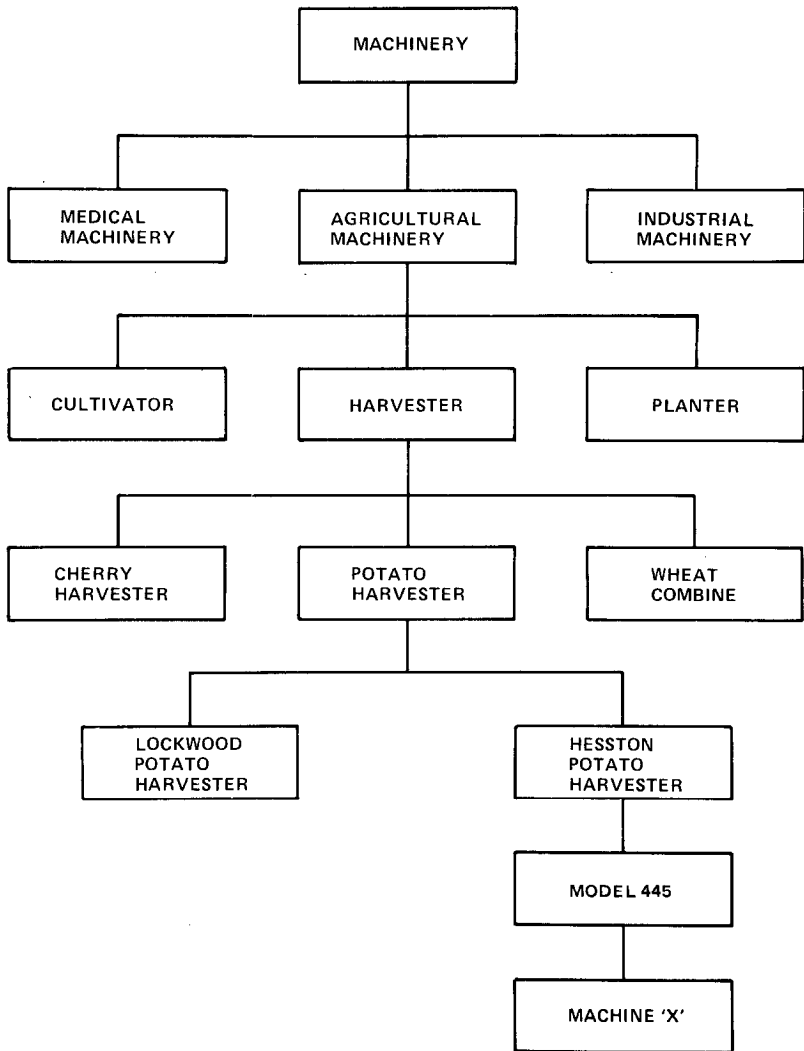 MACHINERY
MEDICAL
MACHINERY
AGRICULTURAL
MACHINERY
INDUSTRIAL
MACHINERY
CULTIVATOR
HARVESTER
PLANTER
CHERRY
HARVESTER
POTATO
HARVESTER
WHEAT
COMBINE
LOCKWOOD
POTATO
HARVESTER
HESSTON
POTATO
HARVESTER
MODEL 445
MACHINE 'X'